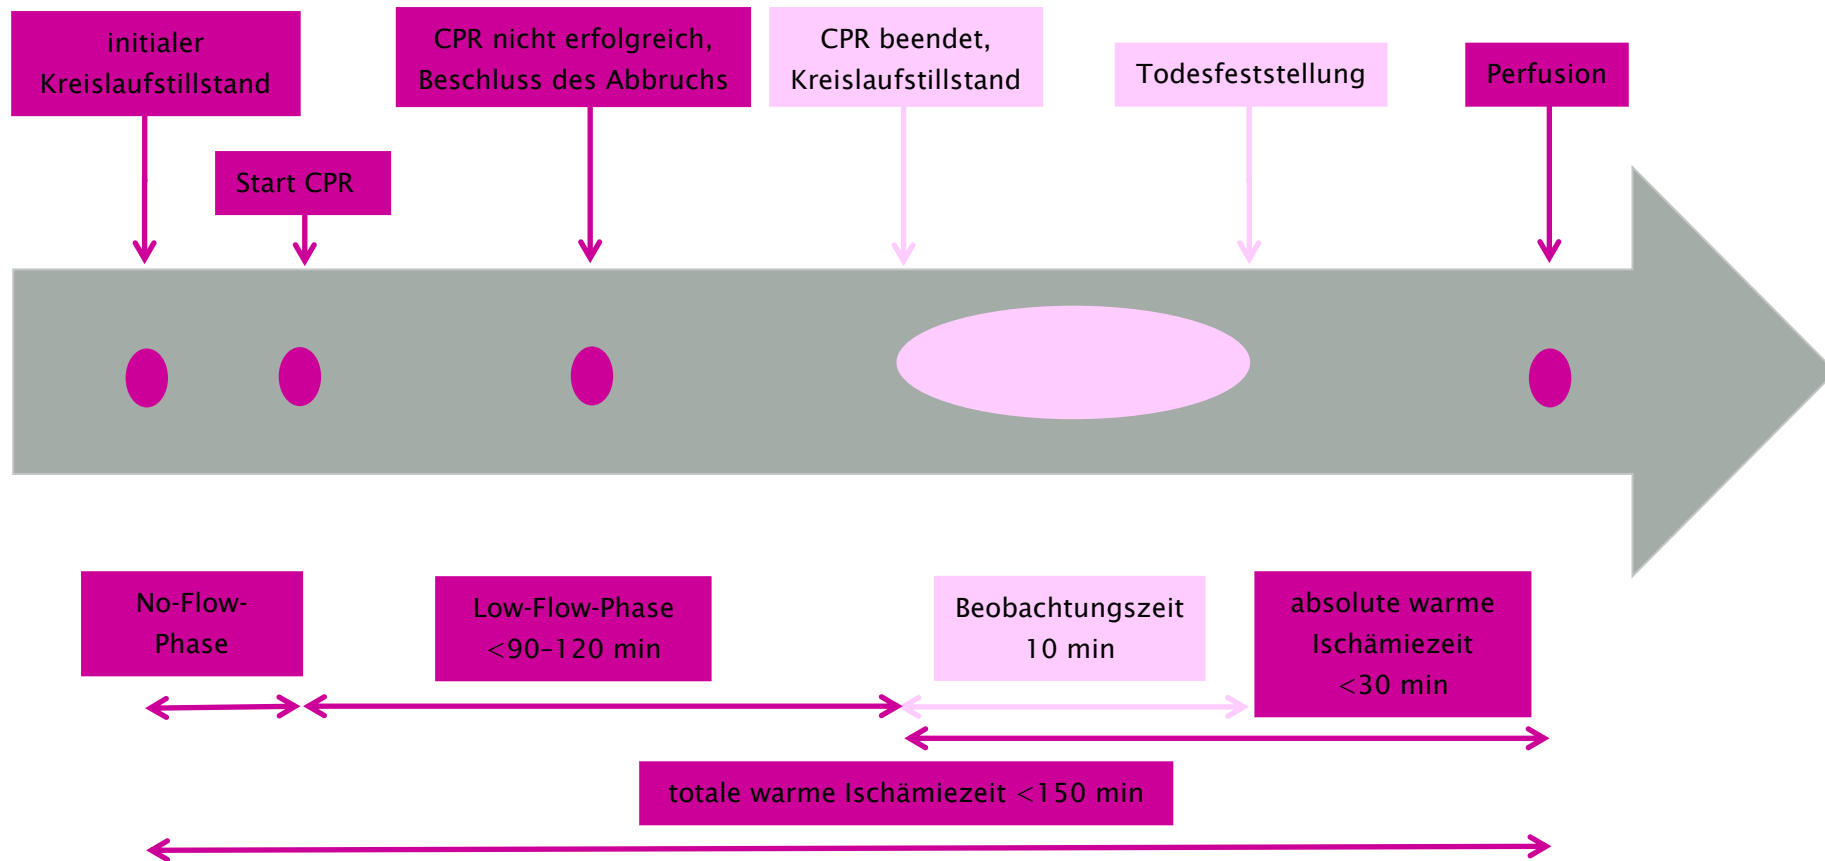 initialer
Kreislaufstillstand
Start CPR
CPR nicht erfolgreich,
Beschluss des Abbruchs
CPR beendet,
Kreislaufstillstand
Todesfeststellung
Perfusion
No-Flow-
Phase
Low-Flow-Phase
<90–120 min
Beobachtungszeit
10 min
absolute warme
Ischämiezeit
<30 min
totale warme Ischämiezeit <150 min